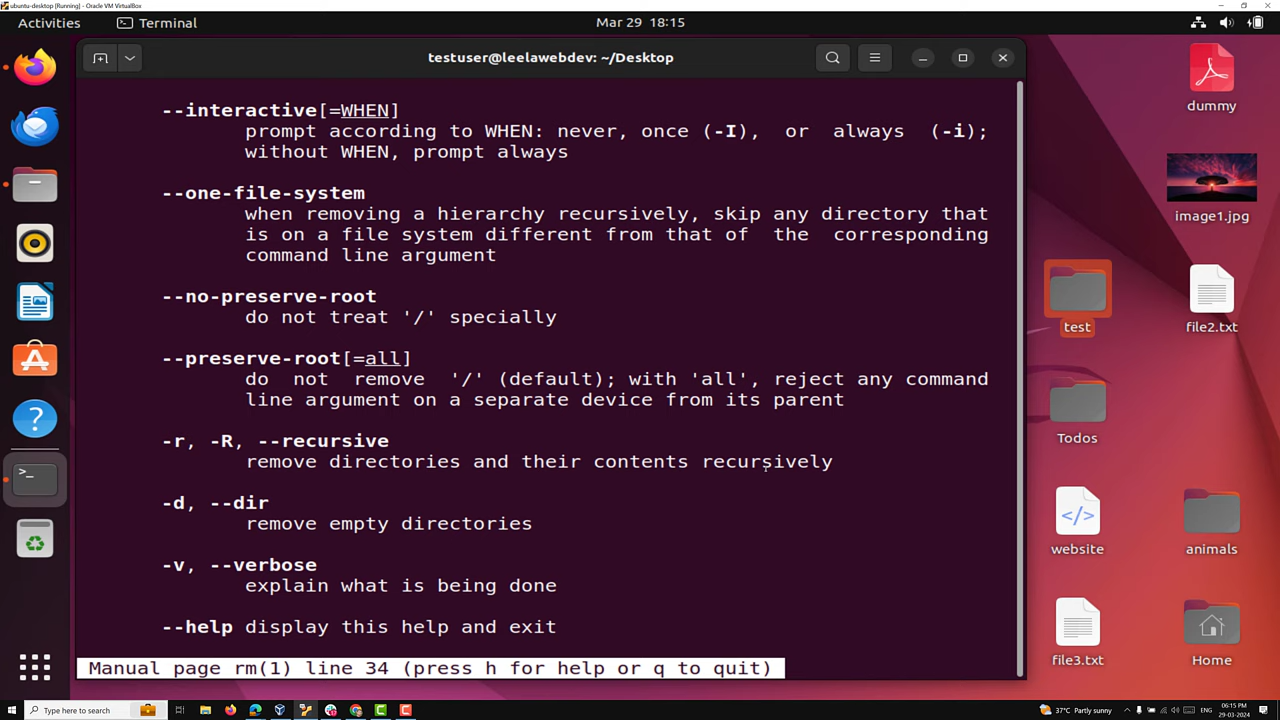 ubuntu-desktop [Running] - Oracle VM VirtualBox
Activities
Terminal
Mar 29 18:15
testuser@leelawebdev: ~/Desktop
--interactive[=WHEN]
prompt according to WHEN: never, once (-I), or always (-i);
without WHEN, prompt always
--one-file-system
when removing a hierarchy recursively, skip any directory that
is on a file system different from that of the corresponding
command line argument
--no-preserve-root
do not treat '/' specially
--preserve-root[=all]
do not remove '/' (default); with 'all', reject any command
line argument on a separate device from its parent
-r, -R, --recursive
remove directories and their contents recursively
-d, --dir
remove empty directories
-v, --verbose
explain what is being done
--help display this help and exit
Manual page rm(1) line 34 (press h for help or q to quit)
dummy
image1.jpg
test
file2.txt
Todos
website
animals
file3.txt
Home
Type here to search
37°C Partly sunny
ENG
06:15 PM
29-03-2024